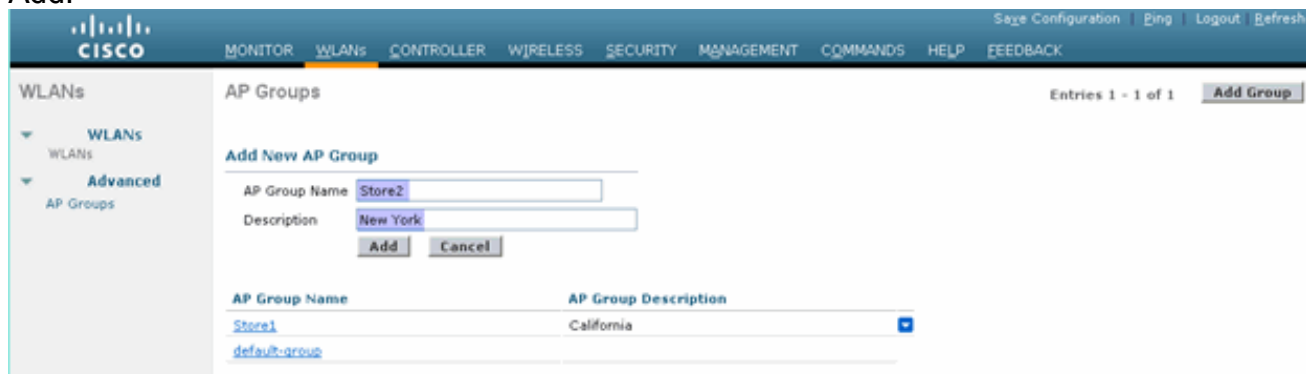 Add.
Save Configuration | Ping | Logout | Refresh
CISCO MONITOR WLANs CONTROLLER WIRELESS SECURITY MANAGEMENT COMMANDS HELP FEEDBACK
WLANs
AP Groups
Entries 1 - 1 of 1
Add Group
WLANs
WLANs
Advanced
AP Groups
Add New AP Group
AP Group Name Store2
Description New York
Add Cancel
AP Group Name AP Group Description
Store1 California
default-group